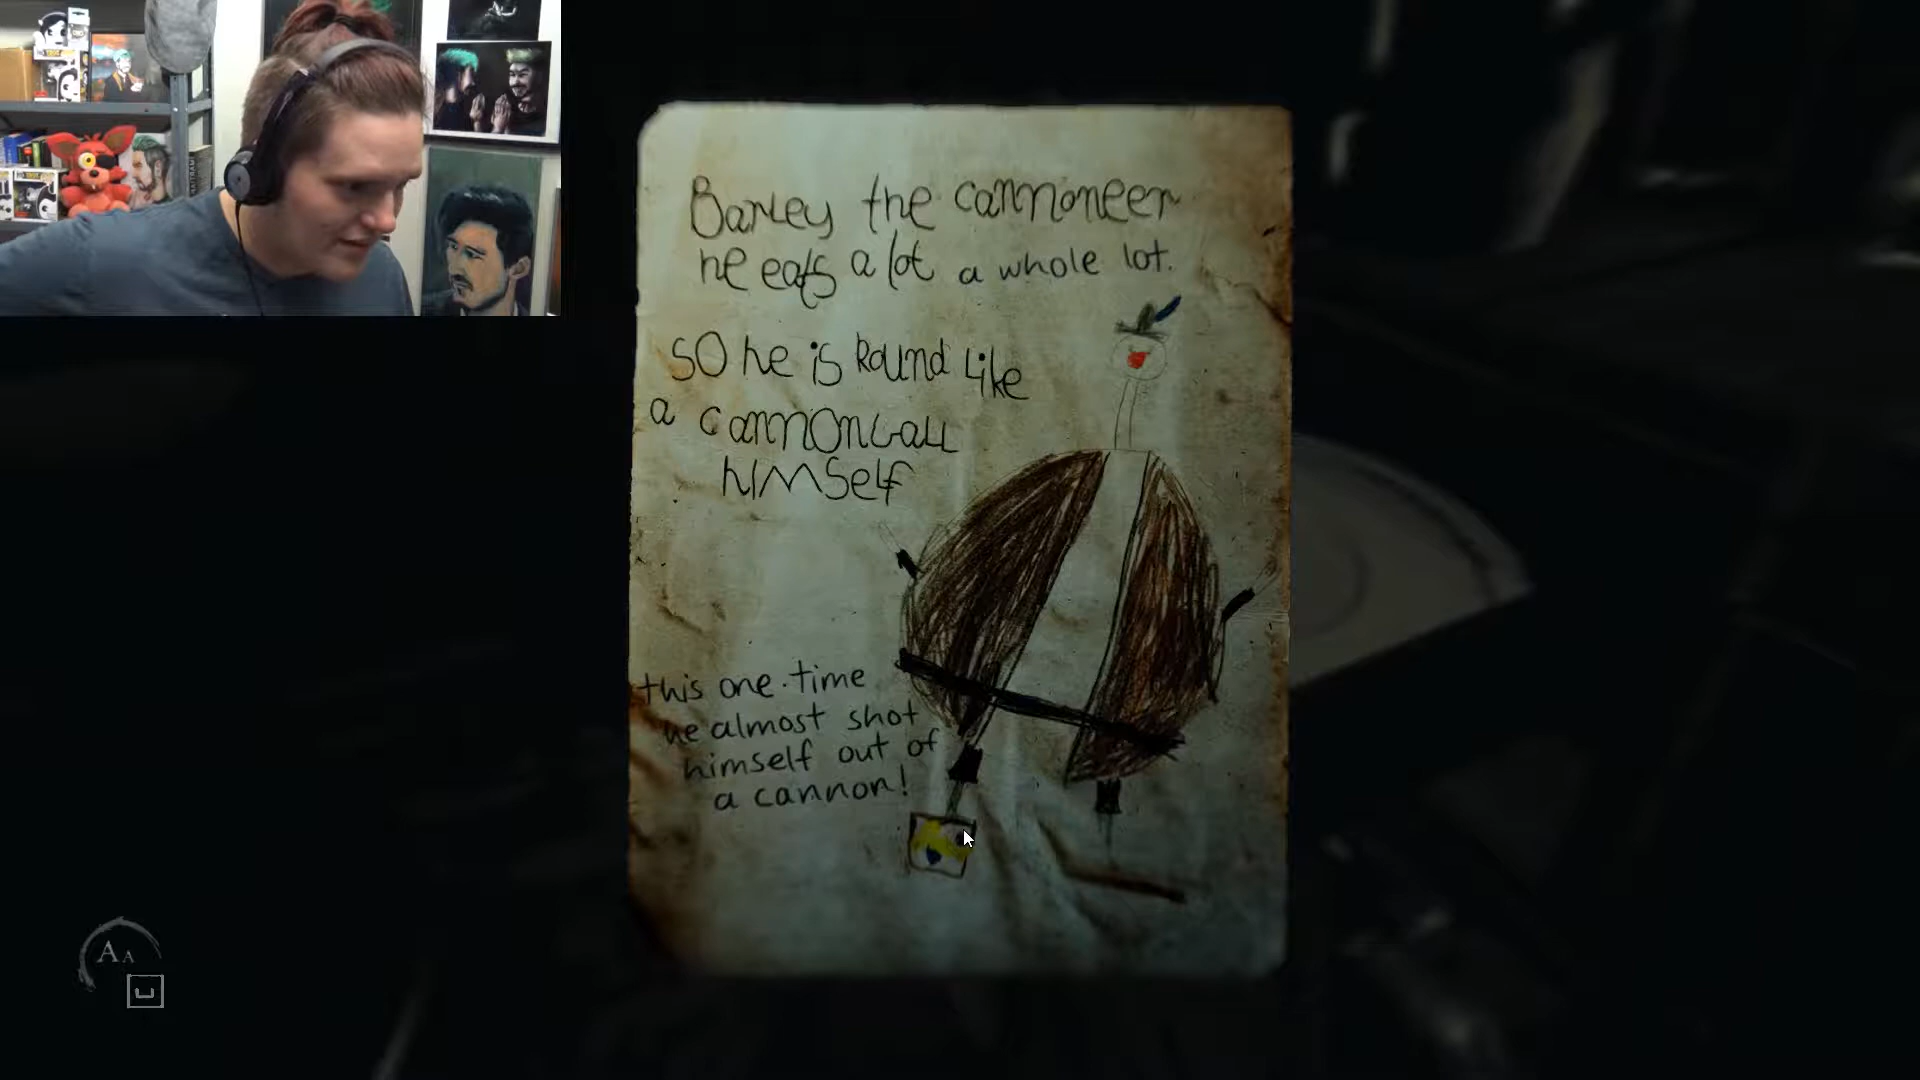 Barley the cannoneer
he eats a lot a whole lot.
so he is Round Like
a cannonball
himself
this one time
he almost shot
himself out of
a cannon!
AA